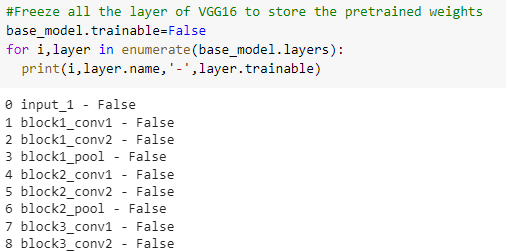 #Freeze all the layer of VGG16 to store the pretrained weights
base_model.trainable=False
for i,layer in enumerate(base_model.layers):
  print(i,layer.name,'-',layer.trainable)
0 input_1 - False
1 block1_conv1 - False
2 block1_conv2 - False
3 block1_pool - False
4 block2_conv1 - False
5 block2_conv2 - False
6 block2_pool - False
7 block3_conv1 - False
8 block3_conv2 - False